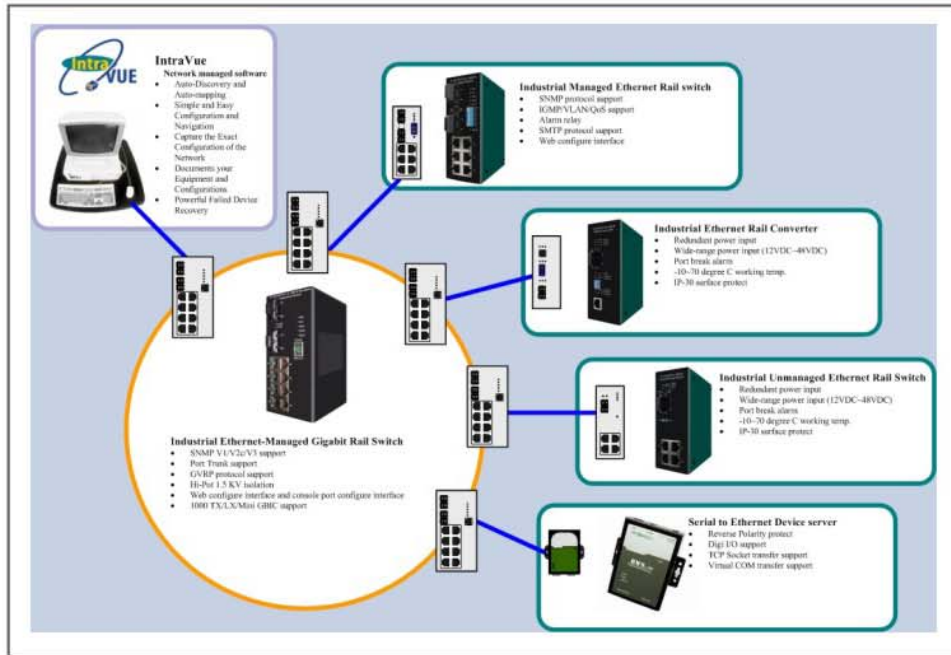 Intra VUE
IntraVue
Network managed software
• Auto-Discovery and
Auto-mapping
• Simple and Easy
Configuration and
Navigation
• Capture the Exact
Configuration of the
Network
• Documents your
Equipment and
Configurations
• Powerful Failed Device
Recovery
Industrial Managed Ethernet Rail switch
• SNMP protocol support
• IGMP/VLAN/QoS support
• Alarm relay
• SMTP protocol support
• Web configure interface
Industrial Ethernet Rail Converter
• Redundant power input
• Wide-range power input (12VDC~48VDC)
• Port break alarm
• -10~70 degree C working temp.
• IP-30 surface protect
Industrial Unmanaged Ethernet Rail Switch
• Redundant power input
• Wide-range power input (12VDC~48VDC)
• Port break alarm
• -10~70 degree C working temp.
• IP-30 surface protect
Industrial Ethernet-Managed Gigabit Rail Switch
• SNMP V1/V2c/V3 support
• Port Trunk support
• GVRP protocol support
• Hi-Pot 1.5 KV isolation
• Web configure interface and console port configure interface
• 1000 TX/LX/Mini GBIC support
Serial to Ethernet Device server
• Reverse Polarity protect
• Digi I/O support
• TCP Socket transfer support
• Virtual COM transfer support